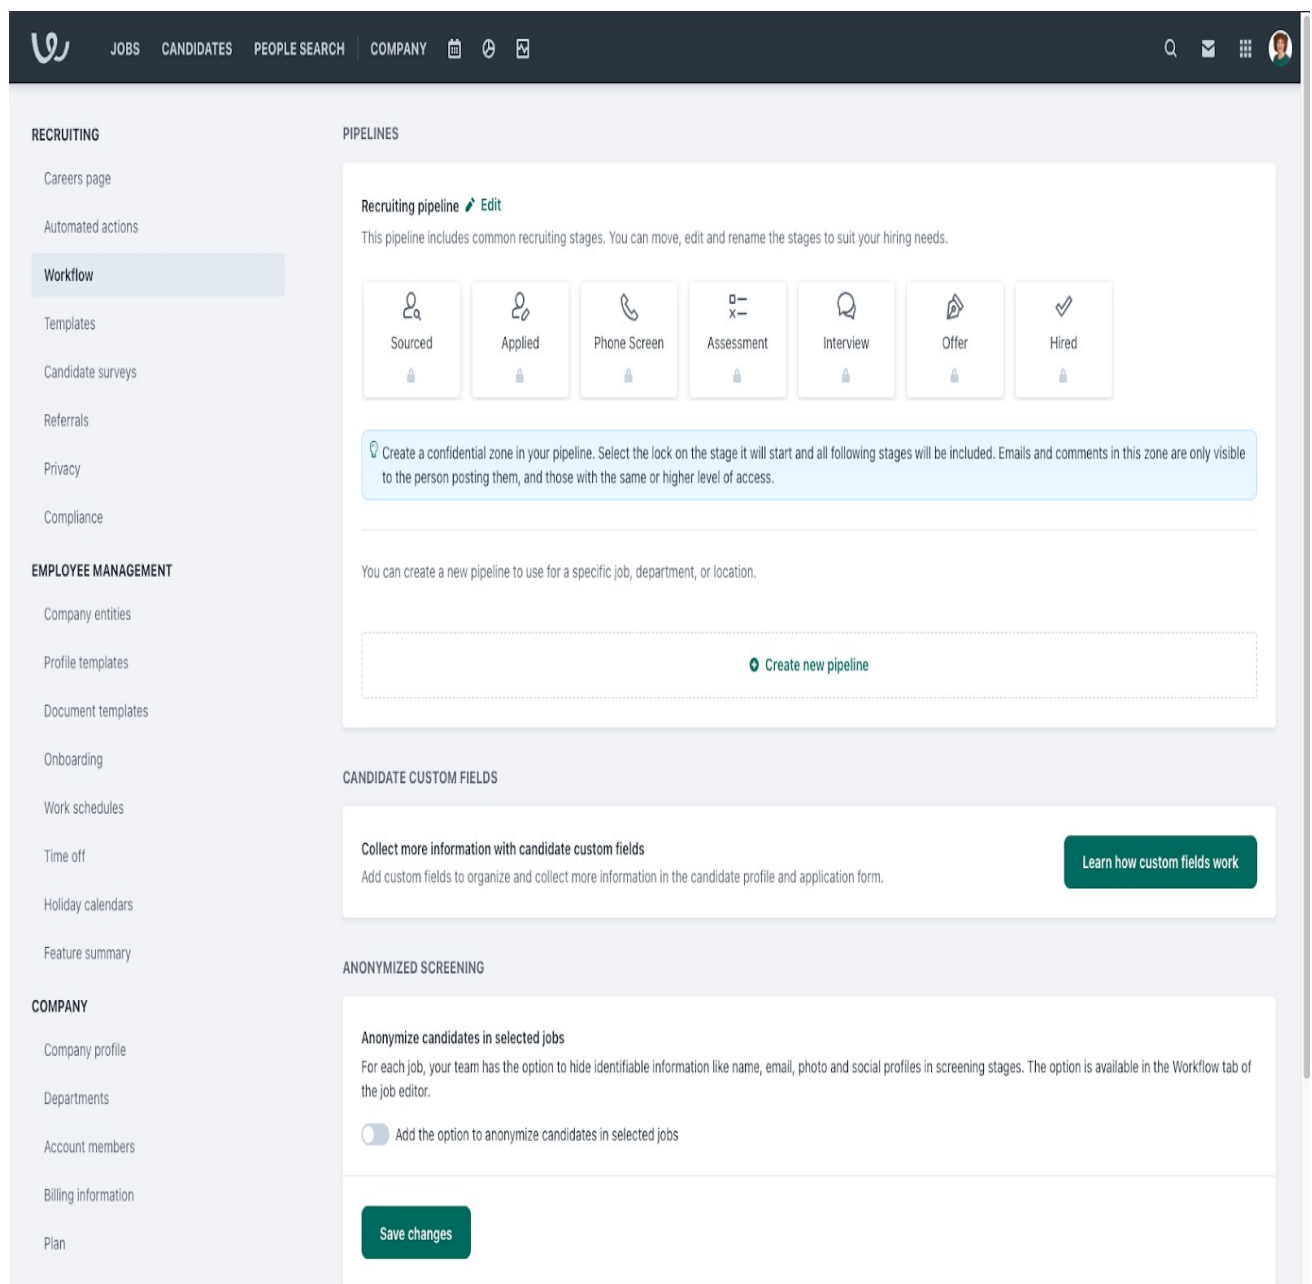 JOBS CANDIDATES PEOPLE SEARCH COMPANY
RECRUITING
Careers page
Automated actions
Workflow
Templates
Candidate surveys
Referrals
Privacy
Compliance
EMPLOYEE MANAGEMENT
Company entities
Profile templates
Document templates
Onboarding
Work schedules
Time off
Holiday calendars
Feature summary
COMPANY
Company profile
Departments
Account members
Billing information
Plan
PIPELINES
Recruiting pipeline Edit
This pipeline includes common recruiting stages. You can move, edit and rename the stages to suit your hiring needs.
Sourced Applied Phone Screen Assessment Interview Offer Hired
Create a confidential zone in your pipeline. Select the lock on the stage it will start and all following stages will be included. Emails and comments in this zone are only visible
to the person posting them, and those with the same or higher level of access.
You can create a new pipeline to use for a specific job, department, or location.
Create new pipeline
CANDIDATE CUSTOM FIELDS
Collect more information with candidate custom fields
Add custom fields to organize and collect more information in the candidate profile and application form.
Learn how custom fields work
ANONYMIZED SCREENING
Anonymize candidates in selected jobs
For each job, your team has the option to hide identifiable information like name, email, photo and social profiles in screening stages. The option is available in the Workflow tab of
the job editor.
Add the option to anonymize candidates in selected jobs
Save changes